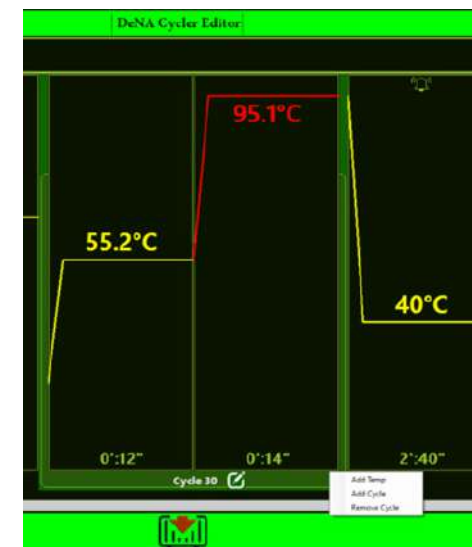 DeNA Cycler Editor
95.1°C
55.2°C
40°C
0':12" 0':14" 2':40"
Cycle 30
Add Temp
Add Cycle
Remove Cycle